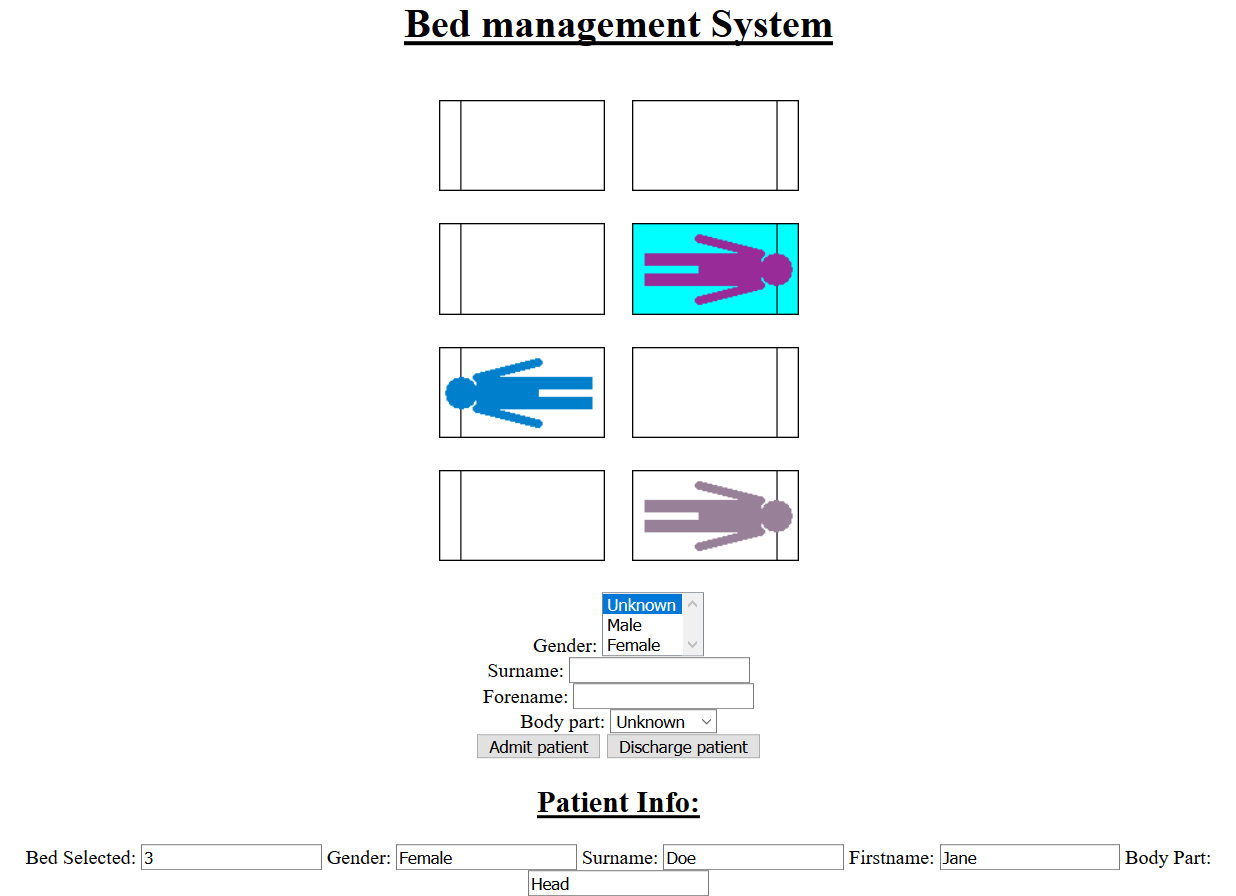 Bed management System
Unknown
Male
Gender: Female
Surname:
Forename:
Body part: Unknown
Admit patient Discharge patient
Patient Info:
Bed Selected: 3 Gender: Female Surname: Doe Firstname: Jane Body Part:
Head